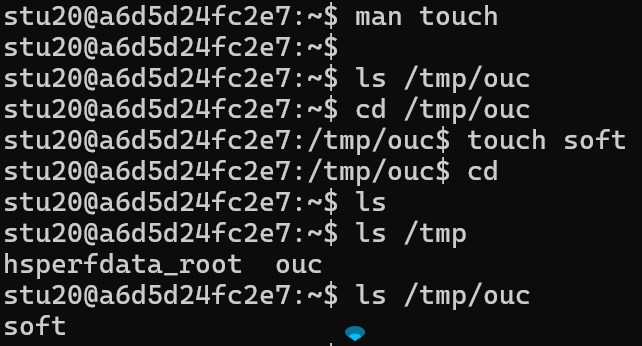 stu20@a6d5d24fc2e7:~$ man touch
stu20@a6d5d24fc2e7:~$
stu20@a6d5d24fc2e7:~$ ls /tmp/ouc
stu20@a6d5d24fc2e7:~$ cd /tmp/ouc
stu20@a6d5d24fc2e7:/tmp/ouc$ touch soft
stu20@a6d5d24fc2e7:/tmp/ouc$ cd
stu20@a6d5d24fc2e7:~$ ls
stu20@a6d5d24fc2e7:~$ ls /tmp
hsperfdata_root  ouc
stu20@a6d5d24fc2e7:~$ ls /tmp/ouc
soft